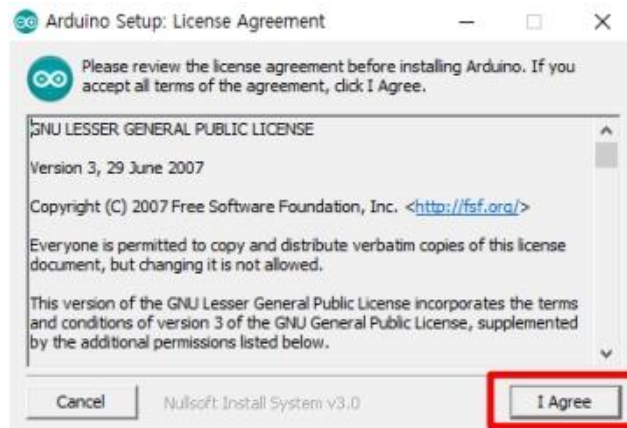 Arduino Setup: License Agreement
Please review the license agreement before installing Arduino. If you
accept all terms of the agreement, click I Agree.
GNU LESSER GENERAL PUBLIC LICENSE
Version 3, 29 June 2007
Copyright (C) 2007 Free Software Foundation, Inc. <http://fsf.org/>
Everyone is permitted to copy and distribute verbatim copies of this license
document, but changing it is not allowed.
This version of the GNU Lesser General Public License incorporates the terms
and conditions of version 3 of the GNU General Public License, supplemented
by the additional permissions listed below.
Cancel
Nullsoft Install System v3.0
I Agree